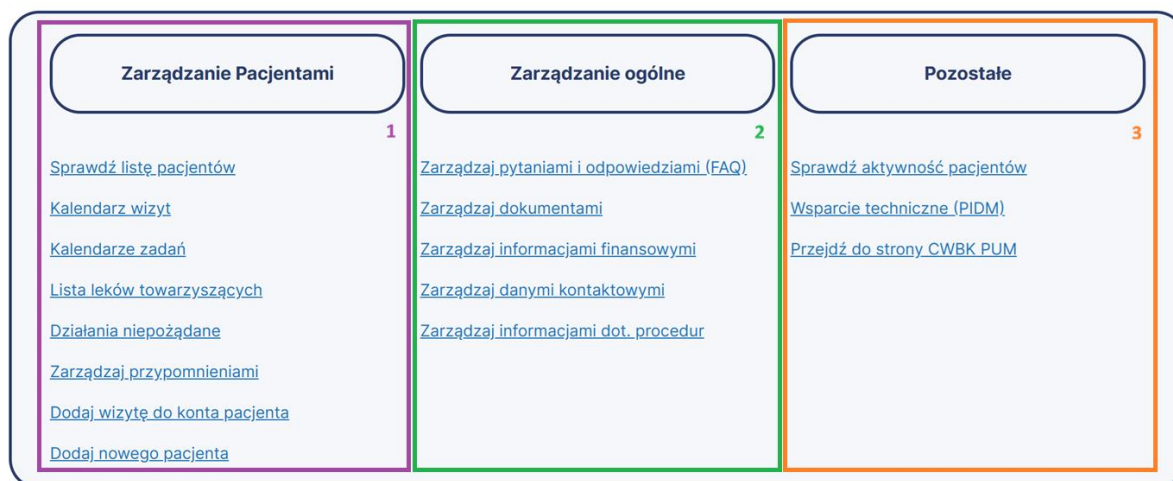 Zarządzanie Pacjentami
1
Sprawdź listę pacjentów
Kalendarz wizyt
Kalendarze zadań
Lista leków towarzyszących
Działania niepożądane
Zarządzaj przypomnieniami
Dodaj wizytę do konta pacjenta
Dodaj nowego pacjenta
Zarządzanie ogólne
2
Zarządzaj pytaniami i odpowiedziami (FAQ)
Zarządzaj dokumentami
Zarządzaj informacjami finansowymi
Zarządzaj danymi kontaktowymi
Zarządzaj informacjami dot. procedur
Pozostałe
3
Sprawdź aktywność pacjentów
Wsparcie techniczne (PIDM)
Przejdź do strony CWBK PUM